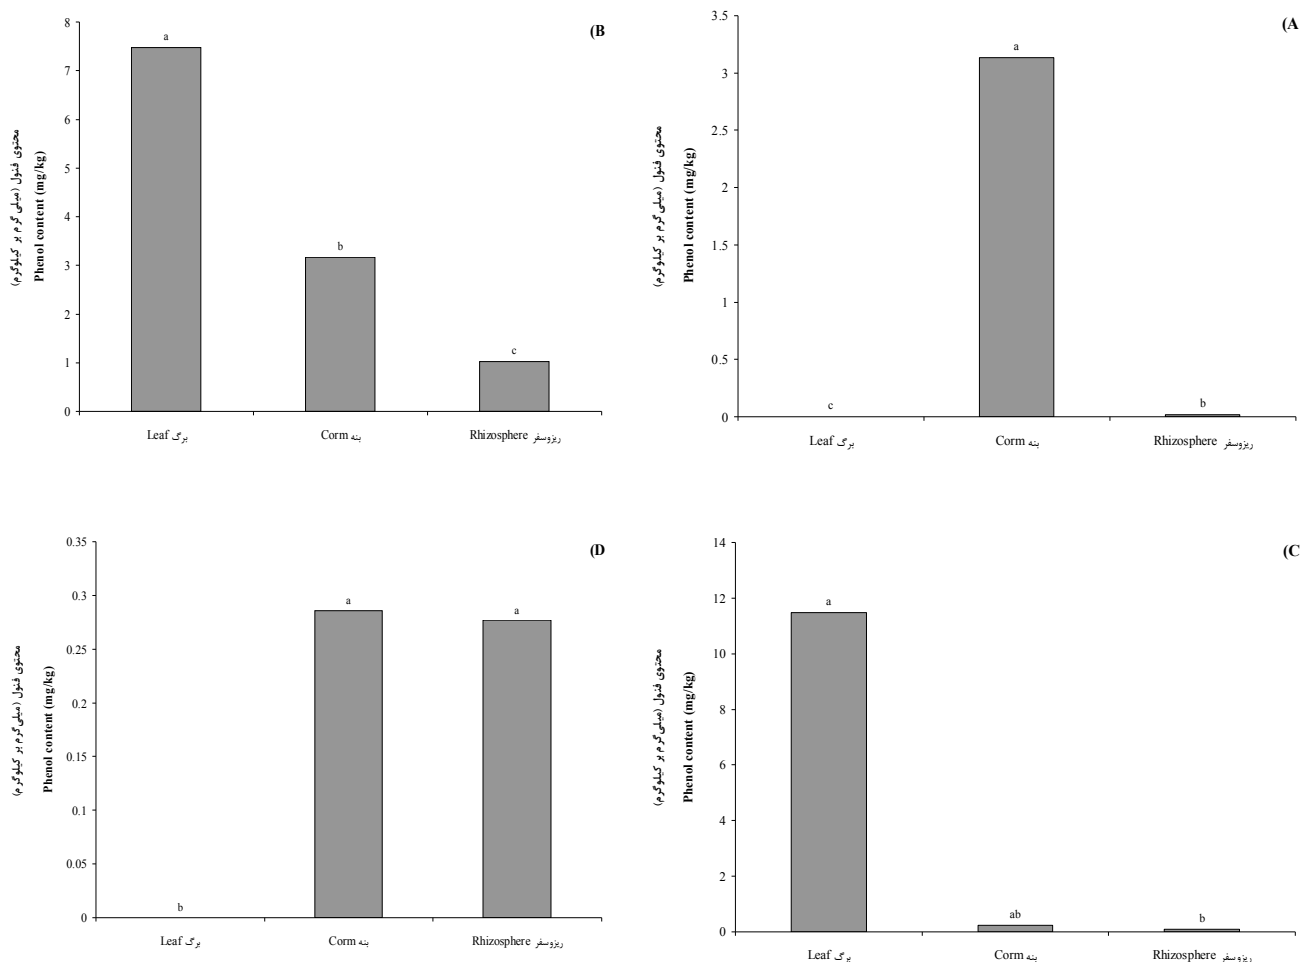 (B
8
7
6
5
4
3
2
1
0
a
b
c
محتوی فنول (میلی گرم بر کیلوگرم)
Phenol content (mg/kg)
Leaf برگ
Corm بنه
Rhizosphere ریزوسفر
(A
3.5
3
2.5
2
1.5
1
0.5
0
c
a
b
محتوی فنول (میلی گرم بر کیلوگرم)
Phenol content (mg/kg)
Leaf برگ
Corm بنه
Rhizosphere ریزوسفر
(D
0.35
0.3
0.25
0.2
0.15
0.1
0.05
0
b
a
a
محتوی فنول (میلی گرم بر کیلوگرم)
Phenol content (mg/kg)
Leaf برگ
Corm بنه
Rhizosphere ریزوسفر
(C
14
12
10
8
6
4
2
0
a
ab
b
محتوی فنول (میلی گرم بر کیلوگرم)
Phenol content (mg/kg)
Leaf برگ
Corm بنه
Rhizosphere ریزوسفر